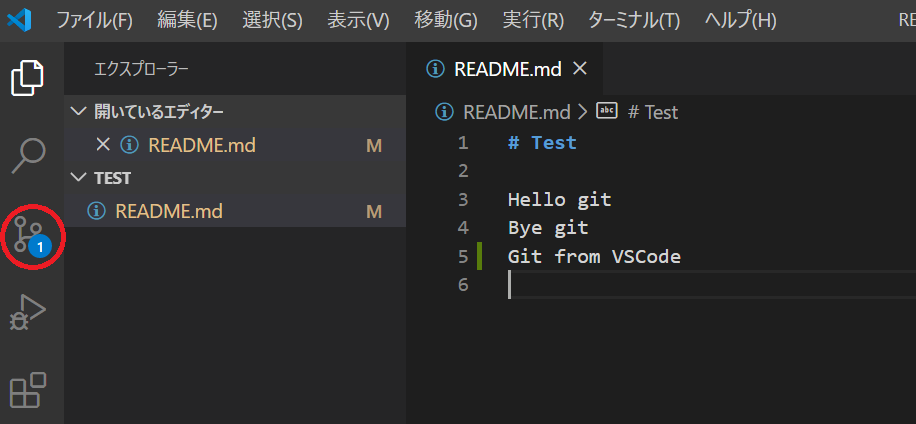 ファイル(F) 編集(E) 選択(S) 表示(V) 移動(G) 実行(R) ターミナル(T) ヘルプ(H) RE
エクスプローラー
開いているエディター
README.md M
TEST
README.md M
1
README.md
README.md > abc # Test
1 # Test
2
3 Hello git
4 Bye git
5 Git from VSCode
6